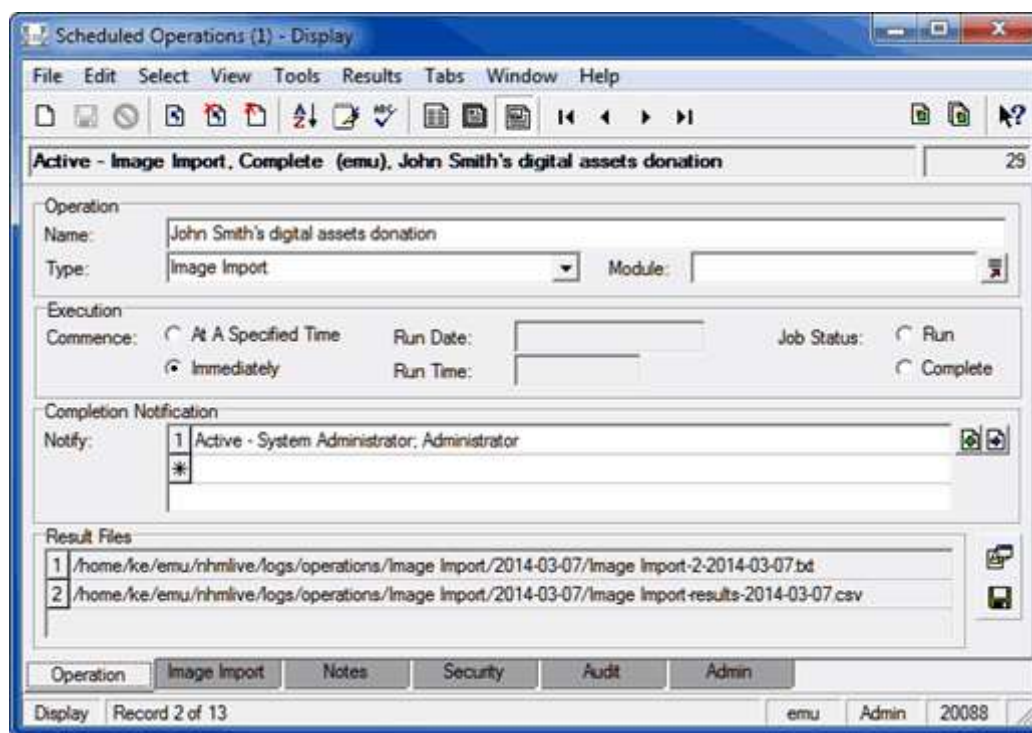 Scheduled Operations (1) - Display
File Edit Select View Tools Results Tabs Window Help
Active - Image Import, Complete (emu), John Smith's digital assets donation 29
Operation
Name: John Smith's digital assets donation
Type: Image Import Module:
Execution
Commence: At A Specified Time Run Date: Job Status: Run
Immediately Run Time: Complete
Completion Notification
Notify: 1 Active - System Administrator; Administrator
Result Files
1 /home/ke/emu/nhmlive/logs/operations/Image Import/2014-03-07/Image Import-2-2014-03-07.txt
2 /home/ke/emu/nhmlive/logs/operations/Image Import/2014-03-07/Image Import-results-2014-03-07.csv
Operation Image Import Notes Security Audit Admin
Display Record 2 of 13 emu Admin 20088